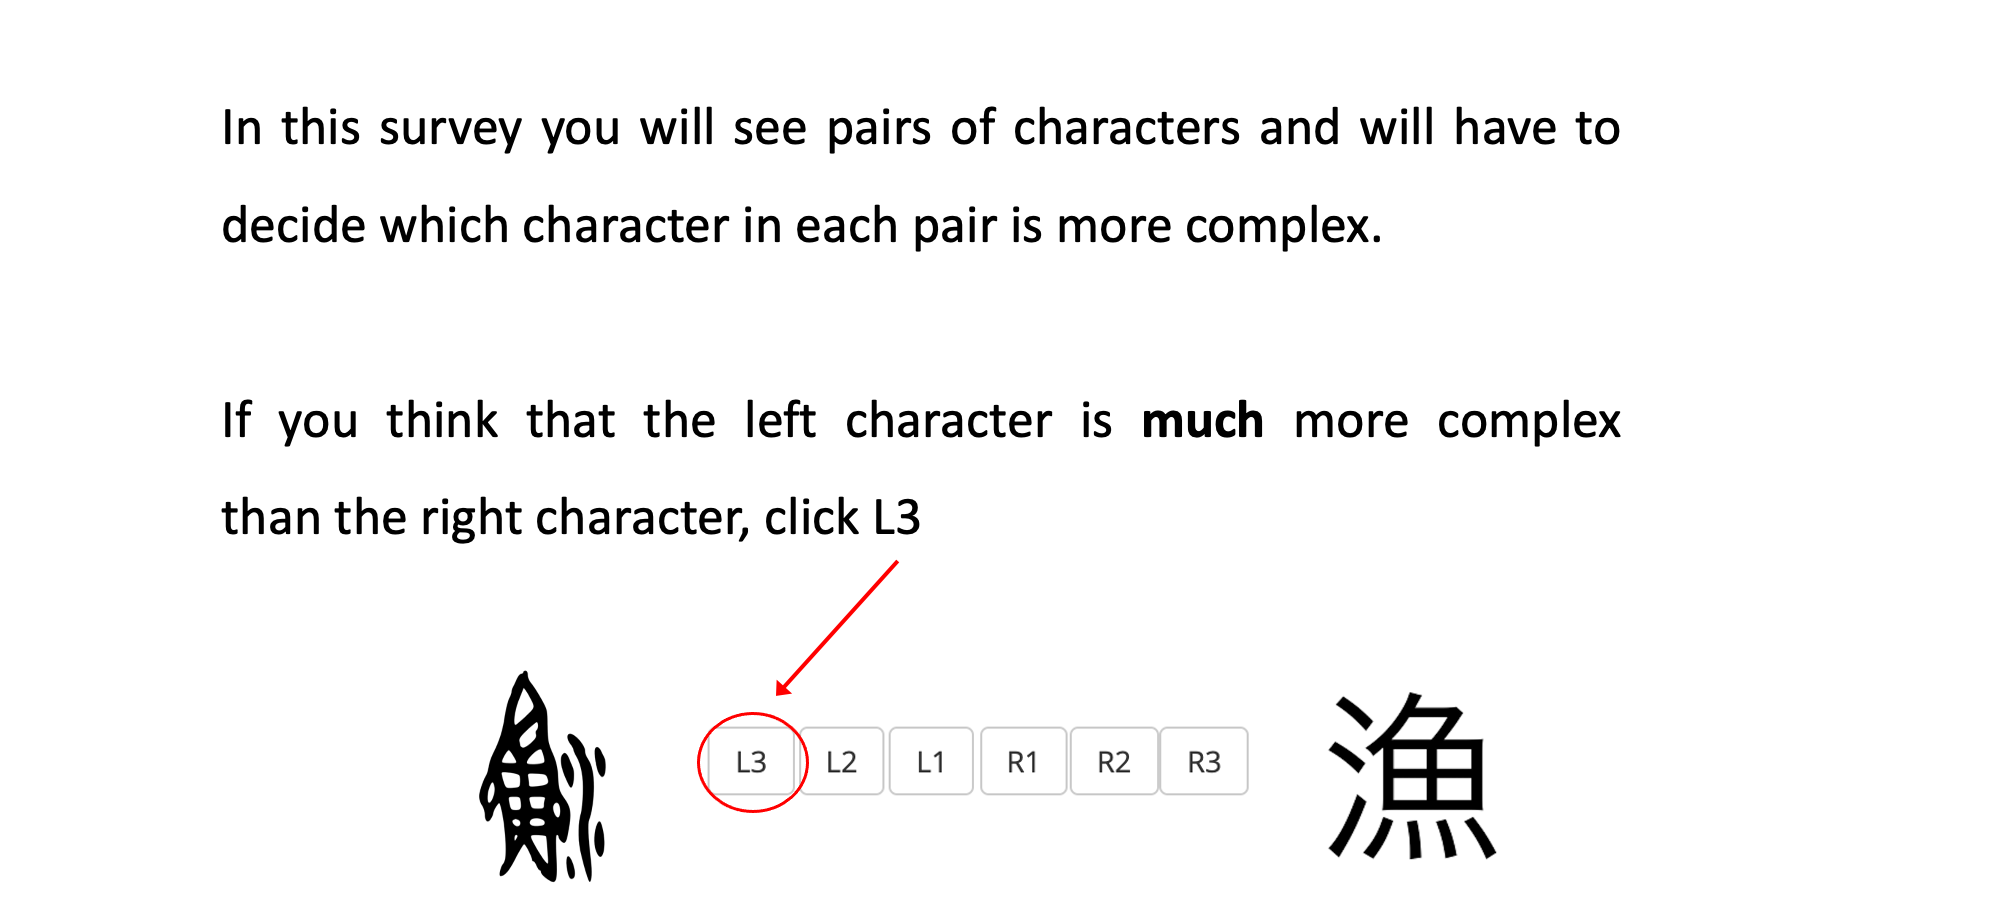 In this survey you will see pairs of characters and will have to
decide which character in each pair is more complex.
If you think that the left character is much more complex
than the right character, click L3
L3 L2 L1 R1 R2 R3 漁